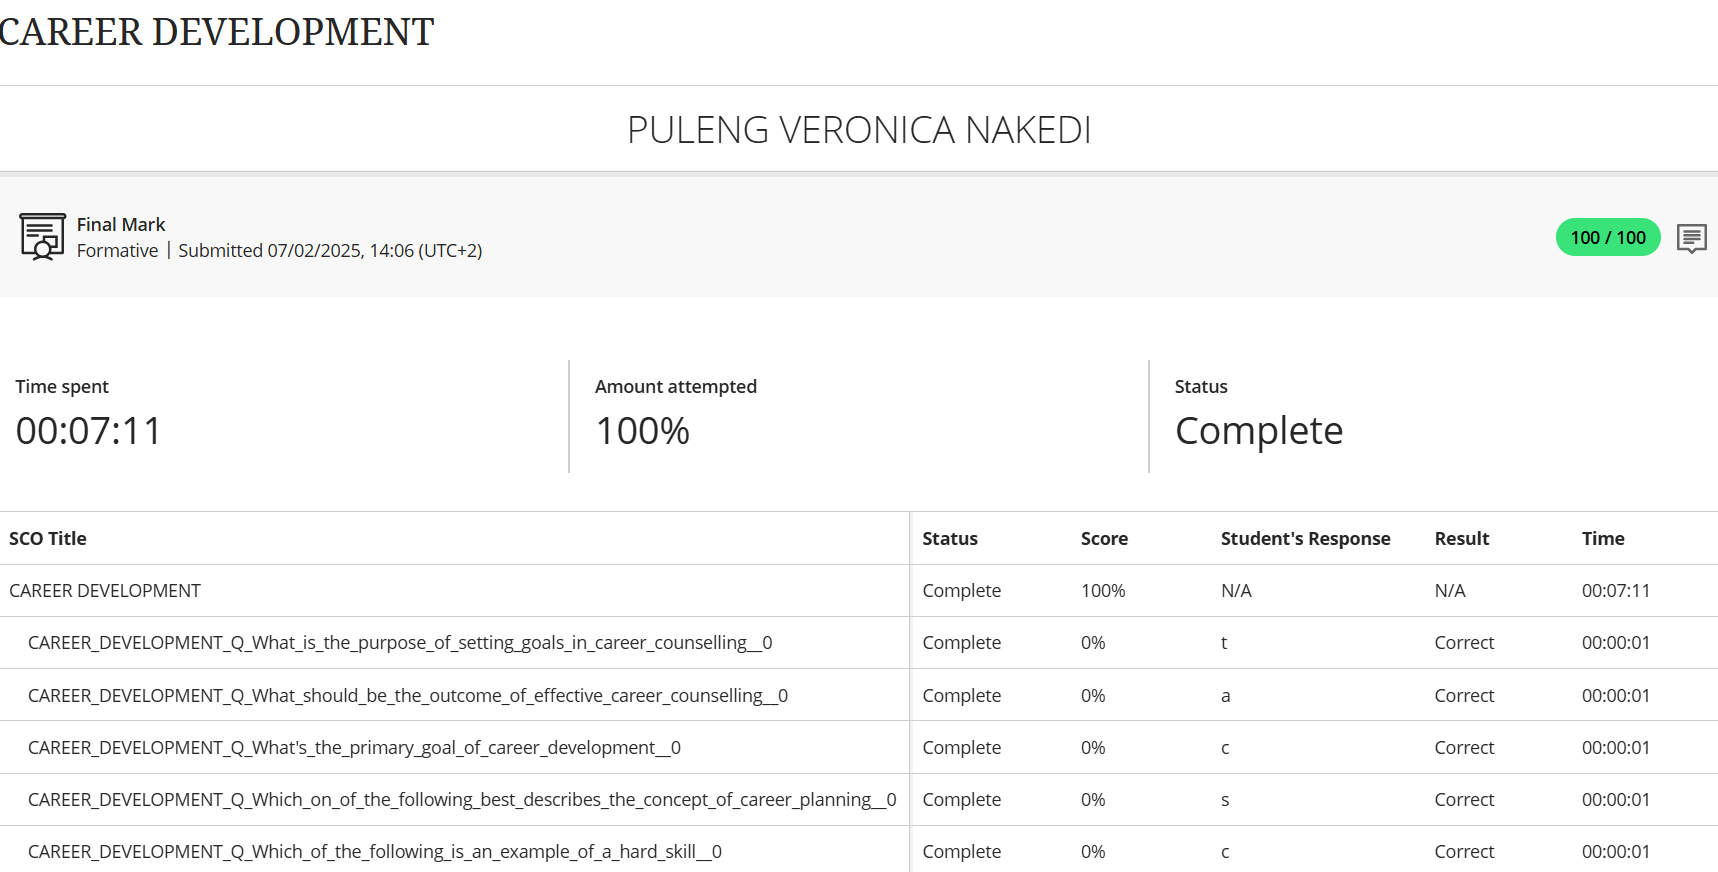 CAREER DEVELOPMENT
PULENG VERONICA NAKEDI
Final Mark
Formative | Submitted 07/02/2025, 14:06 (UTC+2)
100 / 100
Time spent
00:07:11
Amount attempted
100%
Status
Complete
SCO Title Status Score Student's Response Result Time
CAREER DEVELOPMENT Complete 100% N/A N/A 00:07:11
CAREER_DEVELOPMENT_Q_What_is_the_purpose_of_setting_goals_in_career_counselling__0 Complete 0% t Correct 00:00:01
CAREER_DEVELOPMENT_Q_What_should_be_the_outcome_of_effective_career_counselling__0 Complete 0% a Correct 00:00:01
CAREER_DEVELOPMENT_Q_What's_the_primary_goal_of_career_development__0 Complete 0% c Correct 00:00:01
CAREER_DEVELOPMENT_Q_Which_on_of_the_following_best_describes_the_concept_of_career_planning__0 Complete 0% s Correct 00:00:01
CAREER_DEVELOPMENT_Q_Which_of_the_following_is_an_example_of_a_hard_skill__0 Complete 0% c Correct 00:00:01